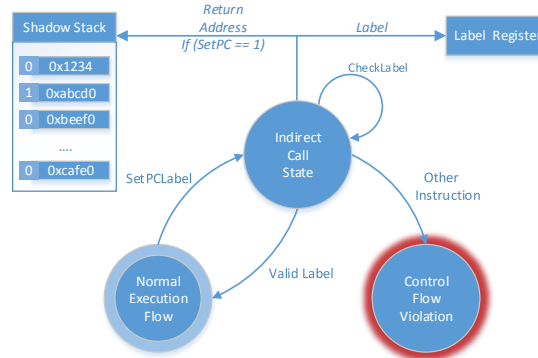 Return
Address
If (SetPC == 1)
Label
Shadow Stack
Label Register
0 0x1234
1 0xabcd0
0 0xbeef0
....
0 0xcafe0
CheckLabel
Indirect
Call
State
SetPCLabel
Other
Instruction
Valid Label
Normal
Execution
Flow
Control
Flow
Violation